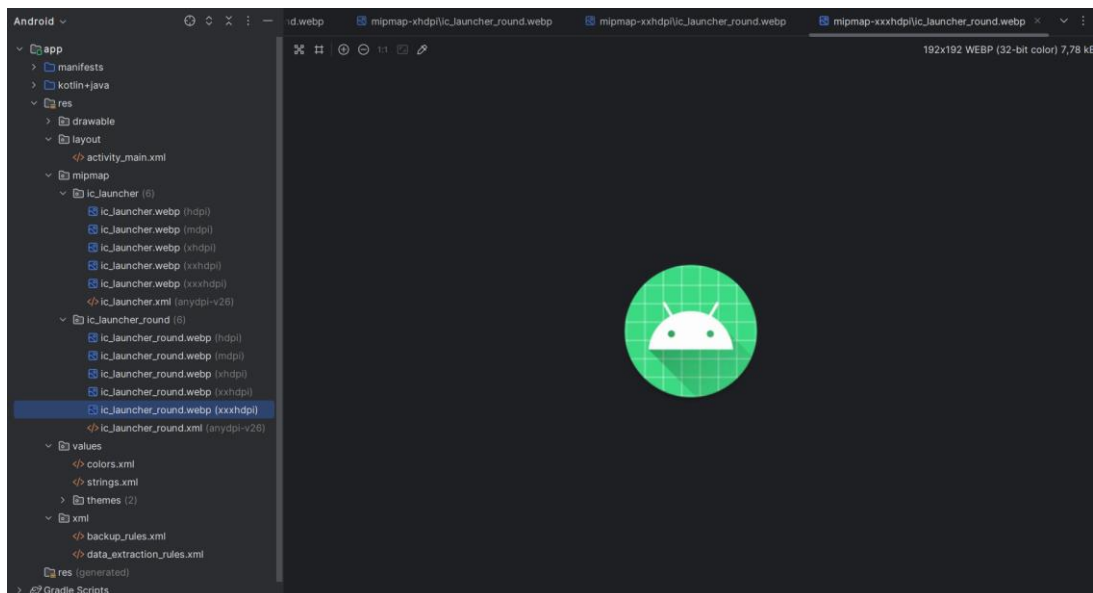 Android
nd.webp
mipmap-xhdpi\ic_launcher_round.webp
mipmap-xxhdpi\ic_launcher_round.webp
mipmap-xxxhdpi\ic_launcher_round.webp
1:1
192x192 WEBP (32-bit color) 7,78 kB
app
manifests
kotlin+java
res
drawable
layout
activity_main.xml
mipmap
ic_launcher (6)
ic_launcher.webp (hdpi)
ic_launcher.webp (mdpi)
ic_launcher.webp (xhdpi)
ic_launcher.webp (xxhdpi)
ic_launcher.webp (xxxhdpi)
ic_launcher.xml (anydpi-v26)
ic_launcher_round (6)
ic_launcher_round.webp (hdpi)
ic_launcher_round.webp (mdpi)
ic_launcher_round.webp (xhdpi)
ic_launcher_round.webp (xxhdpi)
ic_launcher_round.webp (xxxhdpi)
ic_launcher_round.xml (anydpi-v26)
values
colors.xml
strings.xml
themes (2)
xml
backup_rules.xml
data_extraction_rules.xml
res (generated)
Gradle Scripts